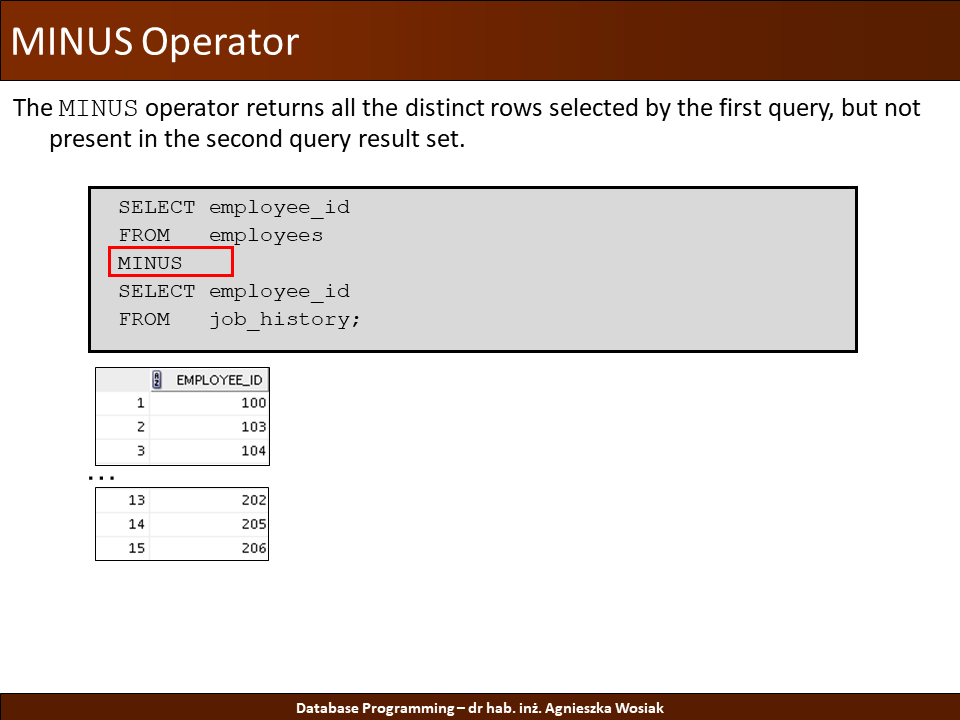 MINUS Operator
The MINUS operator returns all the distinct rows selected by the first query, but not
present in the second query result set.
SELECT employee_id
FROM employees
MINUS
SELECT employee_id
FROM job_history;
EMPLOYEE_ID
1 100
2 103
3 104
...
13 202
14 205
15 206
Database Programming – dr hab. inż. Agnieszka Wosiak